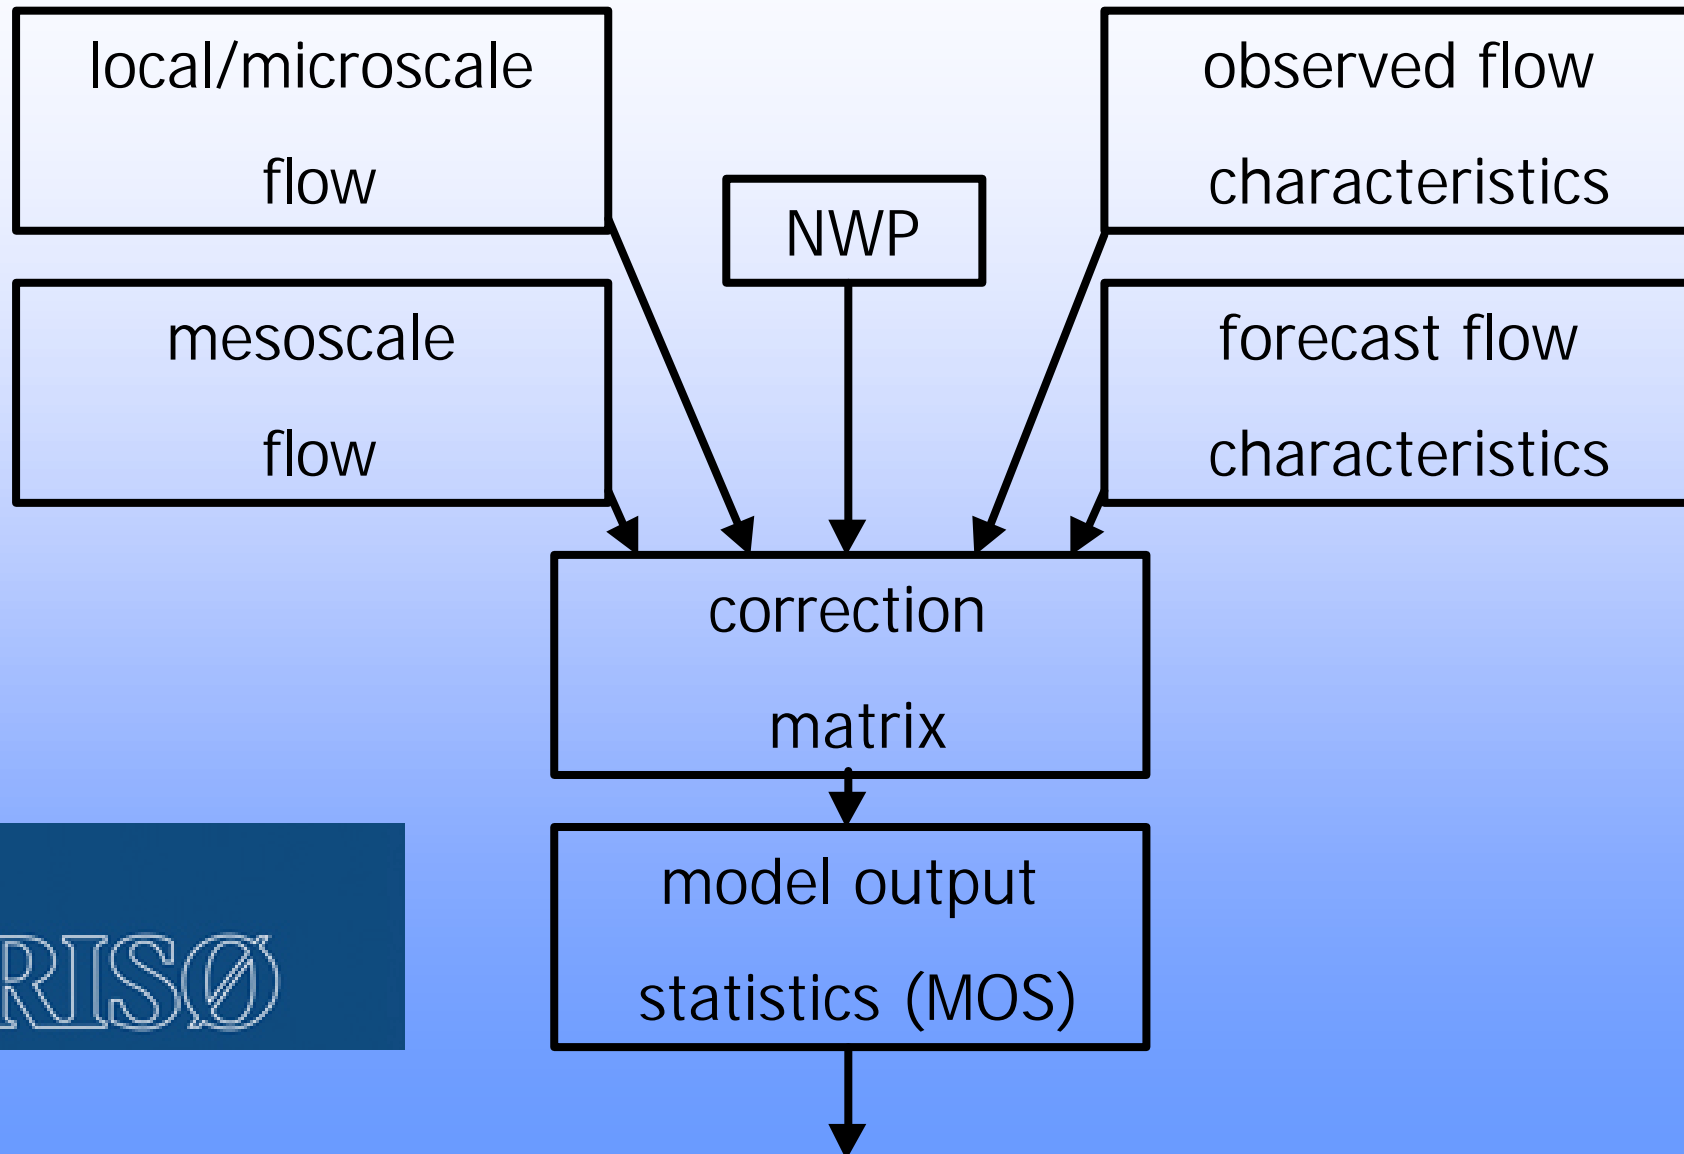 local/microscale
flow
observed flow
characteristics
NWP
mesoscale
flow
forecast flow
characteristics
correction
matrix
model output
statistics (MOS)
RISØ